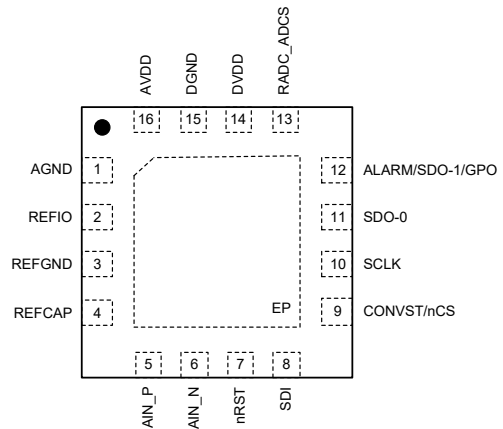 AVDD
DGND
DVDD
RADC_ADCS
16
15
14
13
AGND 1
12 ALARM/SDO-1/GPO
REFIO 2
11 SDO-0
REFGND 3
10 SCLK
REFCAP 4
9 CONVST/nCS
EP
5
6
7
8
AIN_P
AIN_N
nRST
SDI